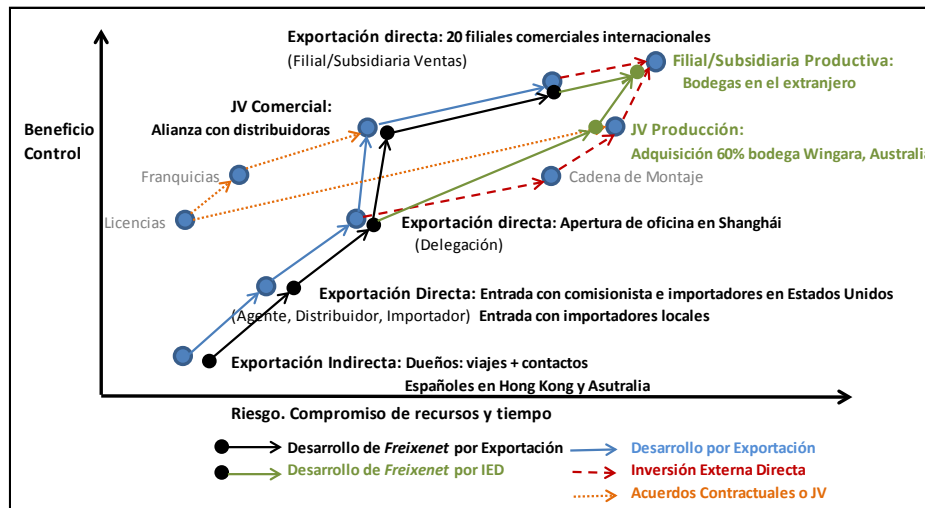 Exportación directa: 20 filiales comerciales internacionales
(Filial/Subsidiaria Ventas)
Filial/Subsidiaria Productiva:
Bodegas en el extranjero
JV Comercial:
Alianza con distribuidoras
Beneficio
Control
JV Producción:
Adquisición 60% bodega Wingara, Australia
Franquicias
Cadena de Montaje
Licencias
Exportación directa: Apertura de oficina en Shanghái
(Delegación)
Exportación Directa: Entrada con comisionista e importadores en Estados Unidos
(Agente, Distribuidor, Importador) Entrada con importadores locales
Exportación Indirecta: Dueños: viajes + contactos
Españoles en Hong Kong y Asutralia
Riesgo. Compromiso de recursos y tiempo
Desarrollo de Freixenet por Exportación
Desarrollo por Exportación
Desarrollo de Freixenet por IED
Inversión Externa Directa
Acuerdos Contractuales o JV